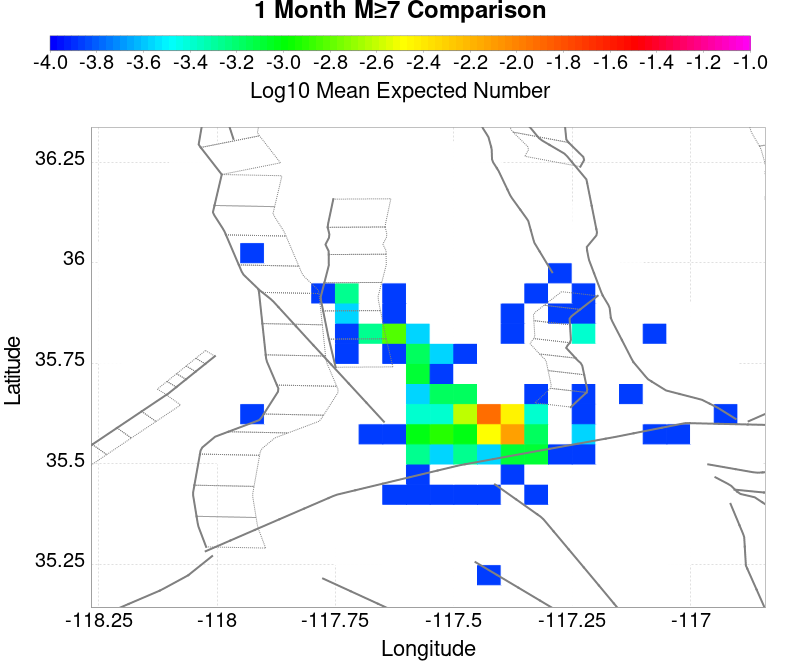 1 Month M≥7 Comparison
-4.0 -3.8 -3.6 -3.4 -3.2 -3.0 -2.8 -2.6 -2.4 -2.2 -2.0 -1.8 -1.6 -1.4 -1.2 -1.0
Log10 Mean Expected Number
36.25
36
35.75
35.5
35.25
Latitude
-118.25 -118 -117.75 -117.5 -117.25 -117
Longitude